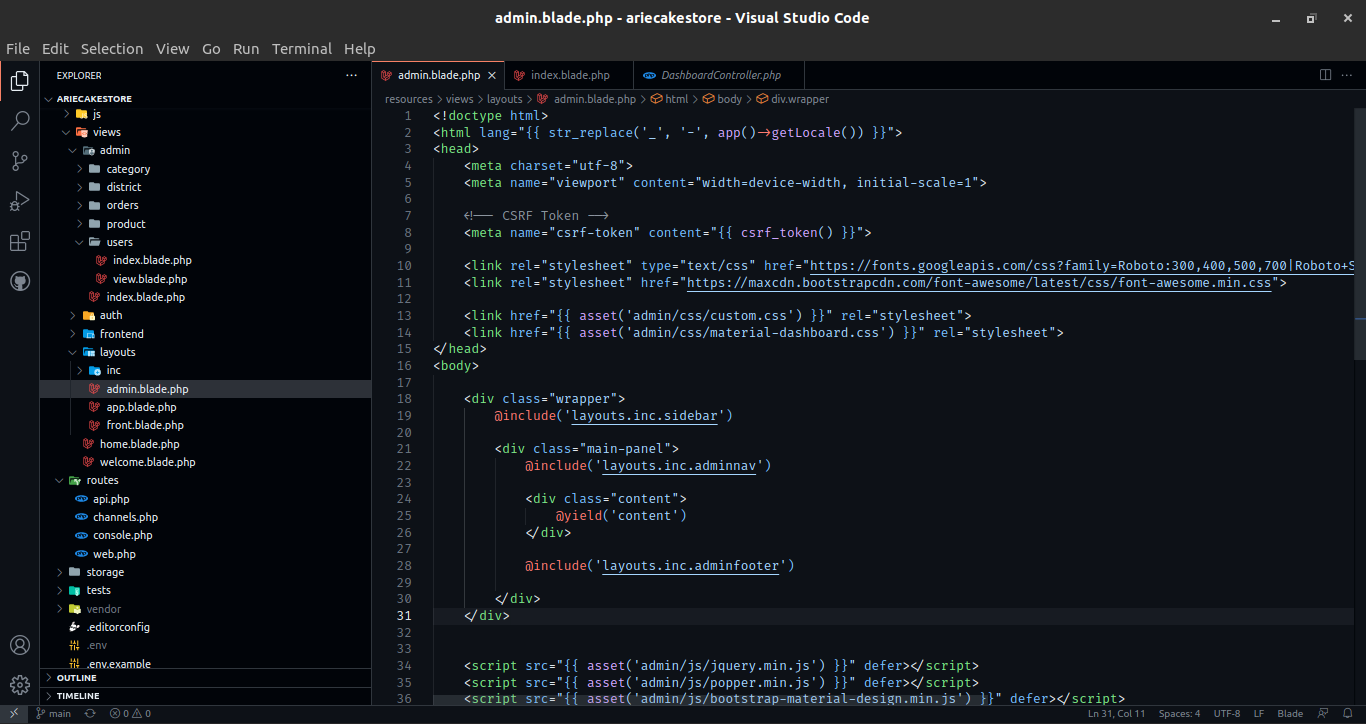 admin.blade.php - ariecakestore - Visual Studio Code
File Edit Selection View Go Run Terminal Help
EXPLORER
ARIECAKESTORE
js
views
admin
category
district
orders
product
users
index.blade.php
view.blade.php
index.blade.php
auth
frontend
layouts
inc
admin.blade.php
app.blade.php
front.blade.php
home.blade.php
welcome.blade.php
routes
api.php
channels.php
console.php
web.php
storage
tests
vendor
.editorconfig
.env
.env.example
OUTLINE
TIMELINE
admin.blade.php index.blade.php DashboardController.php
resources > views > layouts > admin.blade.php > html > body > div.wrapper
1 <!doctype html>
2 <html lang="{{ str_replace('_', '-', app()->getLocale()) }}">
3 <head>
4 <meta charset="utf-8">
5 <meta name="viewport" content="width=device-width, initial-scale=1">
6
7 <!-- CSRF Token -->
8 <meta name="csrf-token" content="{{ csrf_token() }}">
9
10 <link rel="stylesheet" type="text/css" href="https://fonts.googleapis.com/css?family=Roboto:300,400,500,700|Roboto+S
11 <link rel="stylesheet" href="https://maxcdn.bootstrapcdn.com/font-awesome/latest/css/font-awesome.min.css">
12
13 <link href="{{ asset('admin/css/custom.css') }}" rel="stylesheet">
14 <link href="{{ asset('admin/css/material-dashboard.css') }}" rel="stylesheet">
15 </head>
16 <body>
17
18 <div class="wrapper">
19 @include('layouts.inc.sidebar')
20
21 <div class="main-panel">
22 @include('layouts.inc.adminnav')
23
24 <div class="content">
25 @yield('content')
26 </div>
27
28 @include('layouts.inc.adminfooter')
29
30 </div>
31 </div>
32
33
34 <script src="{{ asset('admin/js/jquery.min.js') }}" defer></script>
35 <script src="{{ asset('admin/js/popper.min.js') }}" defer></script>
36 <script src="{{ asset('admin/js/bootstrap-material-design.min.js') }}" defer></script>
main 0 0 Ln 31, Col 11 Spaces: 4 UTF-8 LF Blade